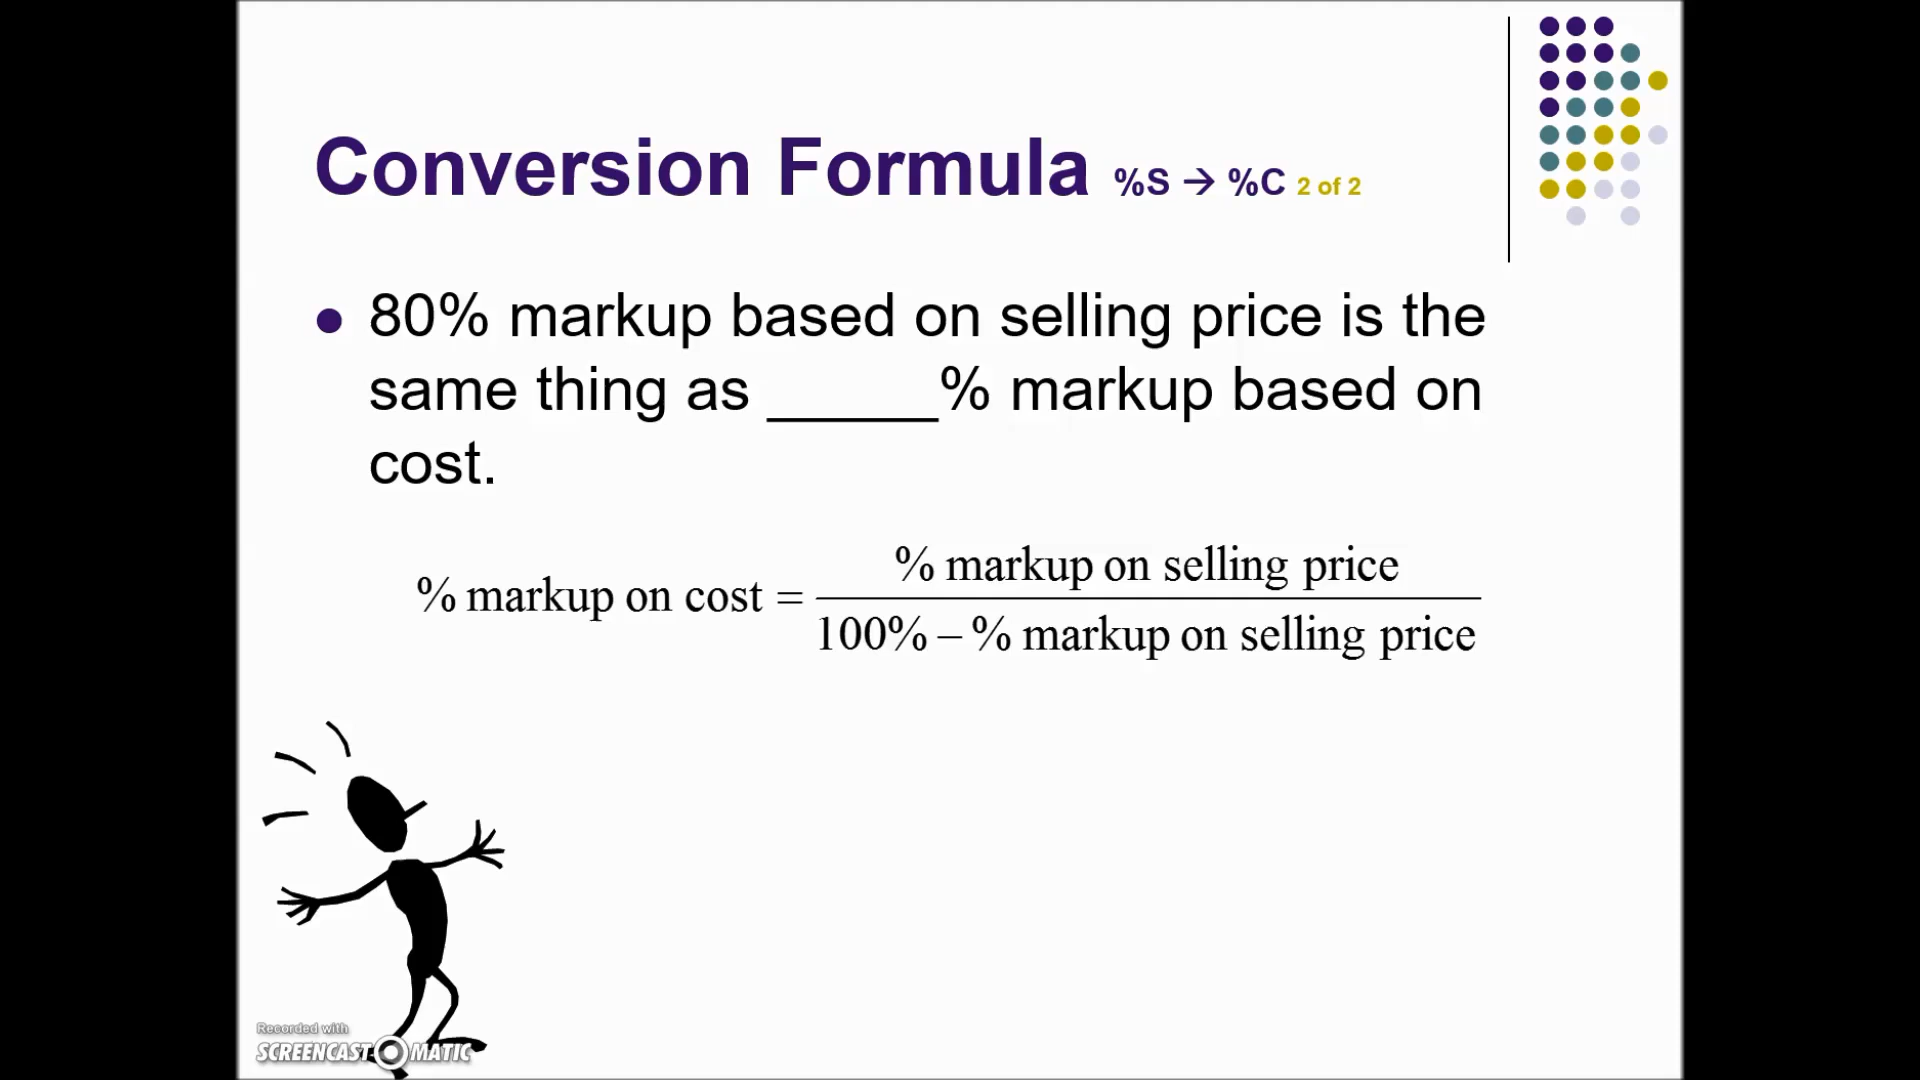 Conversion Formula %S → %C 2 of 2
● 80% markup based on selling price is the
same thing as _____% markup based on
cost.
% markup on selling price
% markup on cost =
100% – % markup on selling price
Recorded with
SCREENCAST-O-MATIC